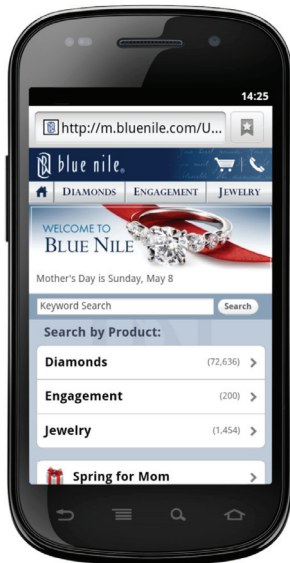 14:25
http://m.bluenile.com/U...
blue nile.
DIAMONDS ENGAGEMENT JEWELRY
WELCOME TO
BLUE NILE
Mother's Day is Sunday, May 8
Keyword Search Search
Search by Product:
Diamonds (72,636)
Engagement (200)
Jewelry (1,454)
Spring for Mom